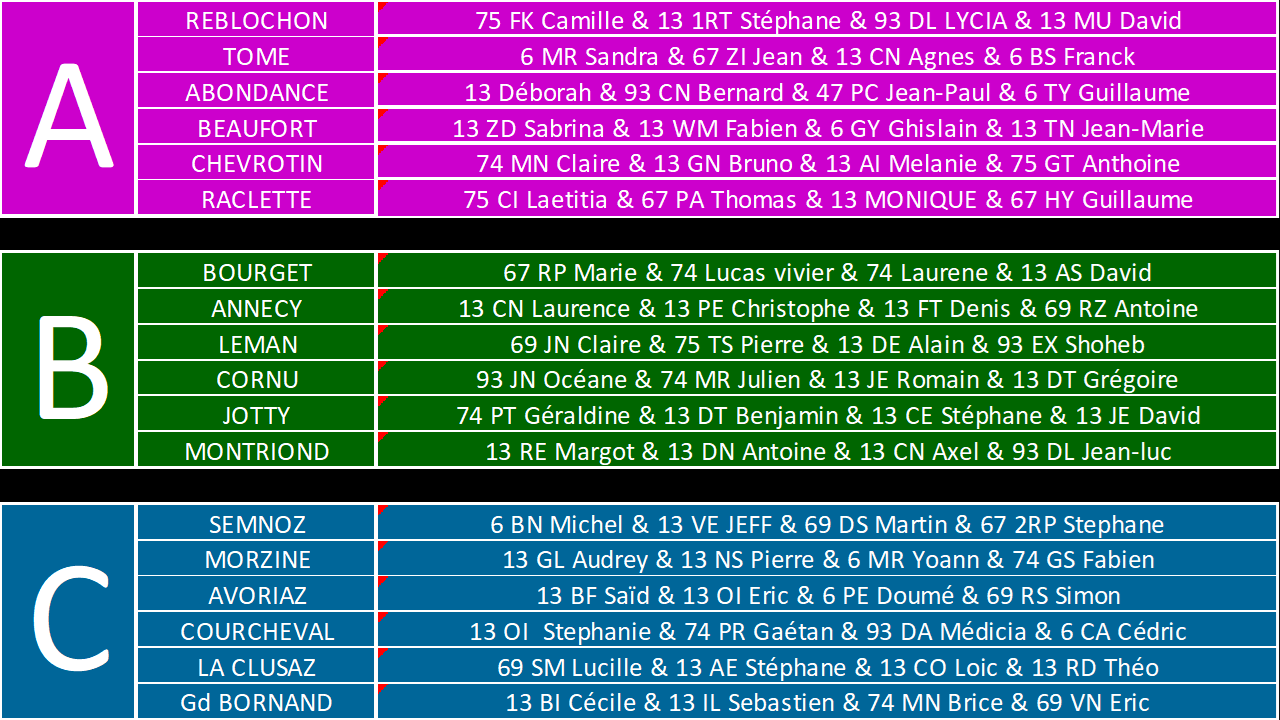 A
REBLOCHON 75 FK Camille & 13 1RT Stéphane & 93 DL LYCIA & 13 MU David
TOME 6 MR Sandra & 67 ZI Jean & 13 CN Agnes & 6 BS Franck
ABONDANCE 13 Déborah & 93 CN Bernard & 47 PC Jean-Paul & 6 TY Guillaume
BEAUFORT 13 ZD Sabrina & 13 WM Fabien & 6 GY Ghislain & 13 TN Jean-Marie
CHEVROTIN 74 MN Claire & 13 GN Bruno & 13 AI Melanie & 75 GT Anthoine
RACLETTE 75 CI Laetitia & 67 PA Thomas & 13 MONIQUE & 67 HY Guillaume
B
BOURGET 67 RP Marie & 74 Lucas vivier & 74 Laurene & 13 AS David
ANNECY 13 CN Laurence & 13 PE Christophe & 13 FT Denis & 69 RZ Antoine
LEMAN 69 JN Claire & 75 TS Pierre & 13 DE Alain & 93 EX Shoheb
CORNU 93 JN Océane & 74 MR Julien & 13 JE Romain & 13 DT Grégoire
JOTTY 74 PT Géraldine & 13 DT Benjamin & 13 CE Stéphane & 13 JE David
MONTRIOND 13 RE Margot & 13 DN Antoine & 13 CN Axel & 93 DL Jean-luc
C
SEMNOZ 6 BN Michel & 13 VE JEFF & 69 DS Martin & 67 2RP Stephane
MORZINE 13 GL Audrey & 13 NS Pierre & 6 MR Yoann & 74 GS Fabien
AVORIAZ 13 BF Saïd & 13 OI Eric & 6 PE Doumé & 69 RS Simon
COURCHEVAL 13 OI  Stephanie & 74 PR Gaétan & 93 DA Médicia & 6 CA Cédric
LA CLUSAZ 69 SM Lucille & 13 AE Stéphane & 13 CO Loic & 13 RD Théo
Gd BORNAND 13 BI Cécile & 13 IL Sebastien & 74 MN Brice & 69 VN Eric